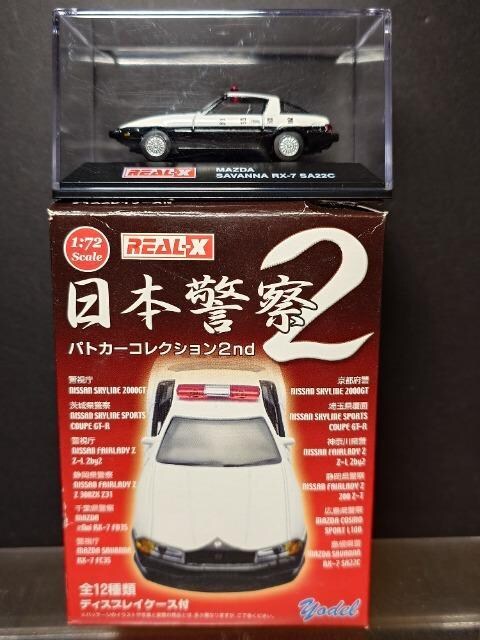 REAL-X
MAZDA
SAVANNA RX-7 SA22C
1:72
Scale
REAL-X
日本警察2
パトカーコレクション2nd
警視庁
NISSAN SKYLINE 2000GT
茨城県警察
NISSAN SKYLINE SPORTS
COUPE GT-R
警視庁
NISSAN FAIRLADY Z
Z-L 2by2
静岡県警察
NISSAN FAIRLADY Z
Z 300ZX Z31
千葉県警察
MAZDA
RX-7 FD3S
警視庁
MAZDA SAVANNA
RX-7 FC3S
京都府警
NISSAN SKYLINE 2000GT
埼玉県覆面
NISSAN SKYLINE SPORTS
COUPE GT-R
神奈川県警
NISSAN FAIRLADY Z
Z-L 2by2
静岡県警
NISSAN FAIRLADY Z
200 Z-T
広島県警
MAZDA COSMO
SPORT L10A
島根県警
MAZDA SAVANNA
RX-7 SA22C
全12種類
ディスプレイケース付
yodel